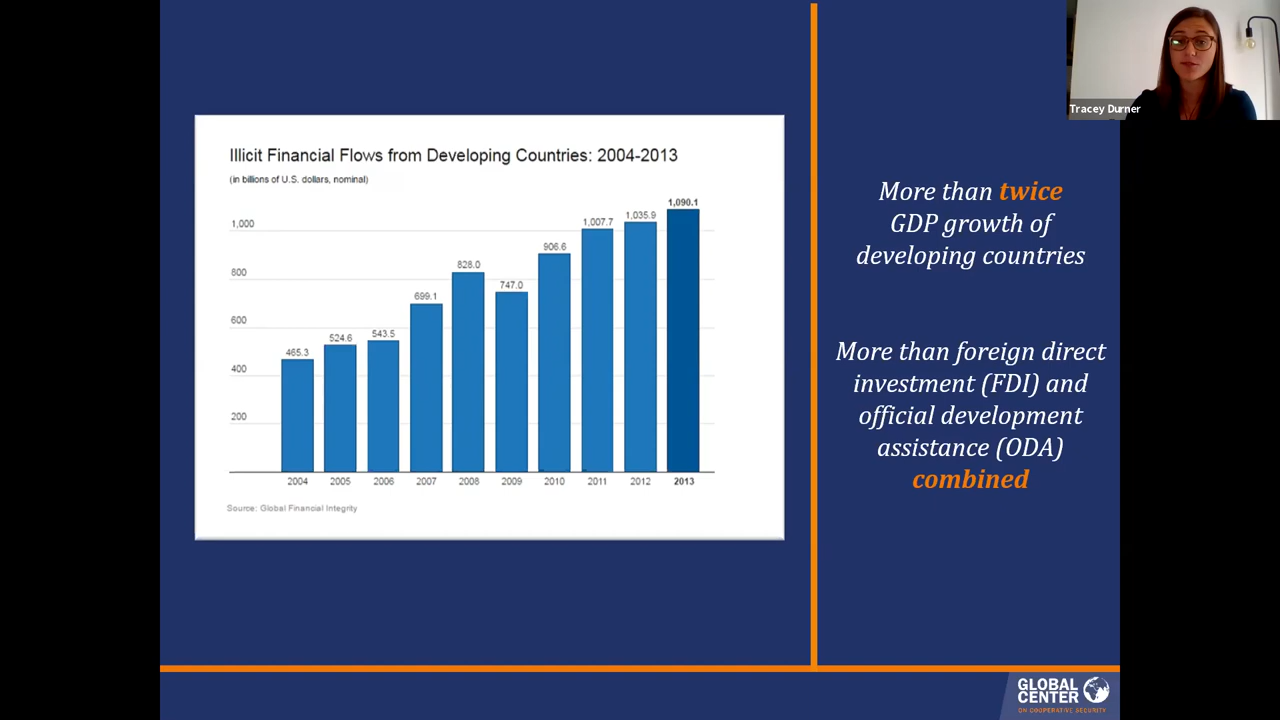 Tracey Durner
Illicit Financial Flows from Developing Countries: 2004-2013
(in billions of U.S. dollars, nominal)
1,000
800
600
400
200
465.3
524.6
543.5
699.1
828.0
747.0
906.6
1,007.7
1,035.9
1,090.1
2004
2005
2006
2007
2008
2009
2010
2011
2012
2013
Source: Global Financial Integrity
More than twice
GDP growth of
developing countries
More than foreign direct
investment (FDI) and
official development
assistance (ODA)
combined
GLOBAL
CENTER
ON COOPERATIVE SECURITY